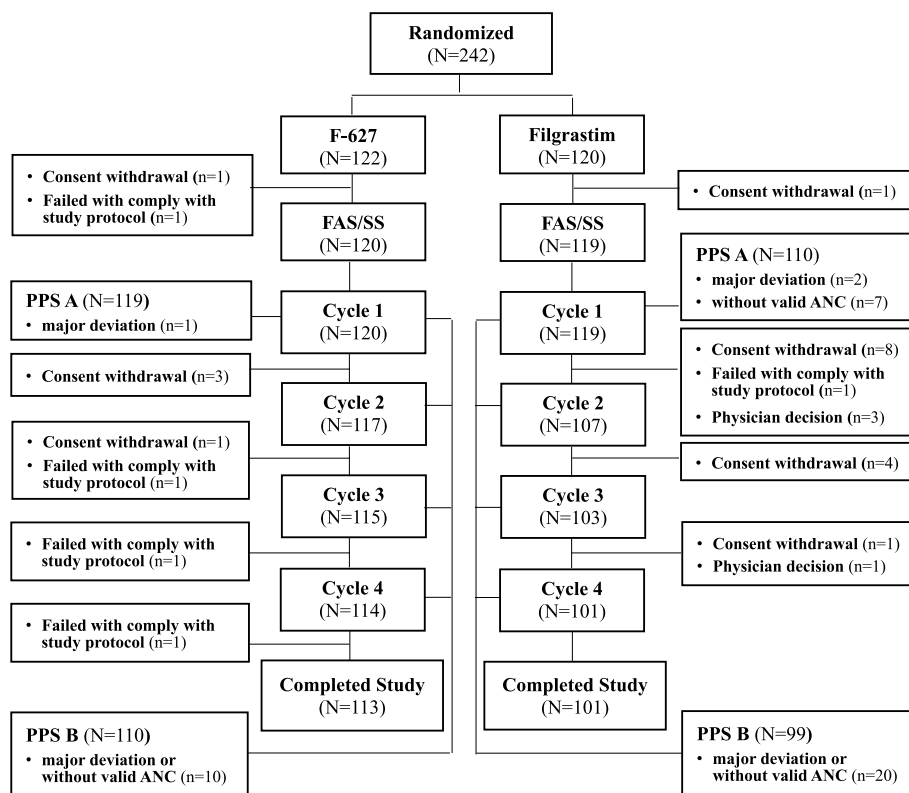 Randomized
(N=242)
F-627
(N=122)
Filgrastim
(N=120)
• Consent withdrawal (n=1)
• Failed with comply with
study protocol (n=1)
• Consent withdrawal (n=1)
FAS/SS
(N=120)
FAS/SS
(N=119)
PPS A (N=110)
• major deviation (n=2)
• without valid ANC (n=7)
PPS A (N=119)
• major deviation (n=1)
Cycle 1
(N=120)
Cycle 1
(N=119)
• Consent withdrawal (n=3)
• Consent withdrawal (n=8)
• Failed with comply with
study protocol (n=1)
• Physician decision (n=3)
Cycle 2
(N=117)
Cycle 2
(N=107)
• Consent withdrawal (n=1)
• Failed with comply with
study protocol (n=1)
• Consent withdrawal (n=4)
Cycle 3
(N=115)
Cycle 3
(N=103)
• Failed with comply with
study protocol (n=1)
• Consent withdrawal (n=1)
• Physician decision (n=1)
Cycle 4
(N=114)
Cycle 4
(N=101)
• Failed with comply with
study protocol (n=1)
Completed Study
(N=113)
Completed Study
(N=101)
PPS B (N=110)
• major deviation or
without valid ANC (n=10)
PPS B (N=99)
• major deviation or
without valid ANC (n=20)